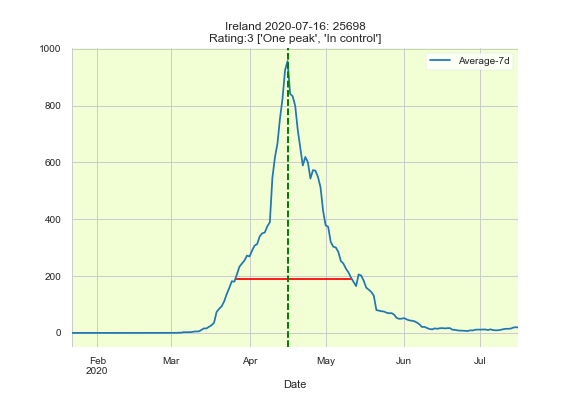 Ireland 2020-07-16: 25698
Rating:3 ['One peak', 'In control']
Average-7d
1000
800
600
400
200
0
Feb
2020
Mar
Apr
May
Jun
Jul
Date